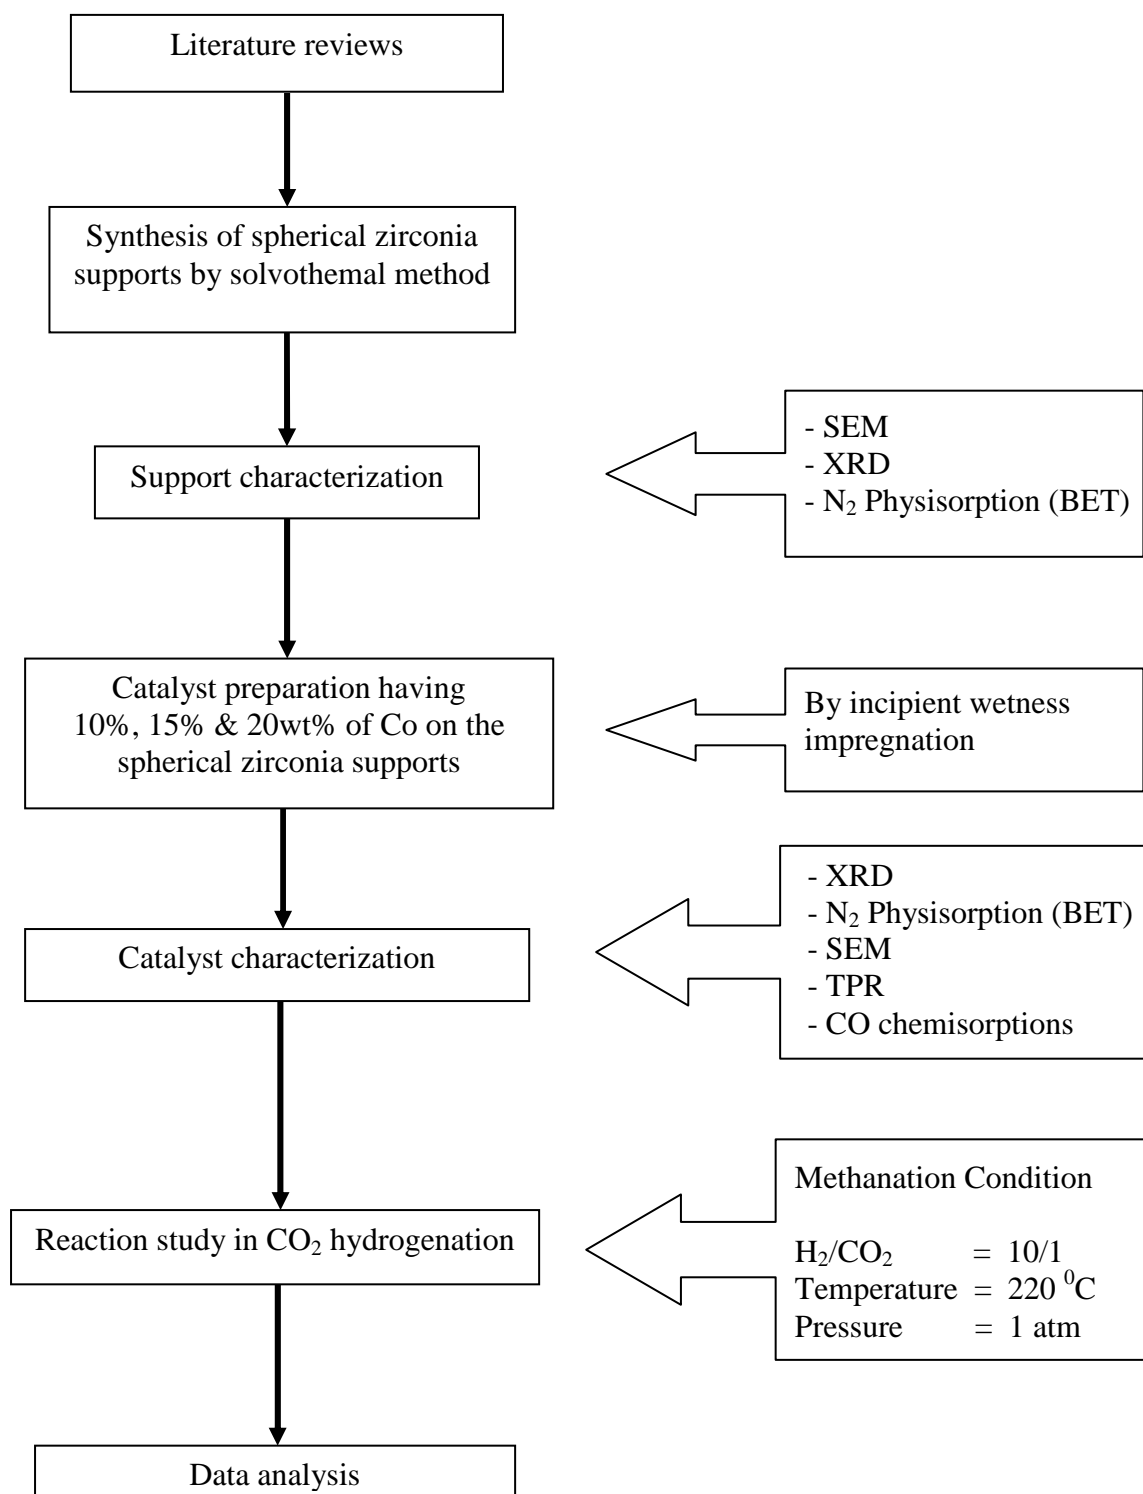 Literature reviews
Synthesis of spherical zirconia
supports by solvothemal method
Support characterization
- SEM
- XRD
- N₂ Physisorption (BET)
Catalyst preparation having
10%, 15% & 20wt% of Co on the
spherical zirconia supports
By incipient wetness
impregnation
Catalyst characterization
- XRD
- N₂ Physisorption (BET)
- SEM
- TPR
- CO chemisorptions
Reaction study in CO₂ hydrogenation
Methanation Condition
H₂/CO₂ = 10/1
Temperature = 220 ⁰C
Pressure = 1 atm
Data analysis